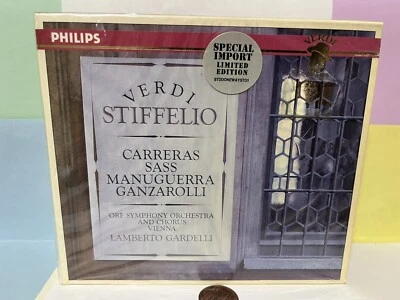 PHILIPS
SPECIAL
IMPORT
LIMITED
EDITION
VERDI
VERDI
STIFFELIO
CARRERAS
SASS
MANUGUERRA
GANZAROLLI
ORF SYMPHONY ORCHESTRA
AND CHORUS
VIENNA
LAMBERTO GARDELLI